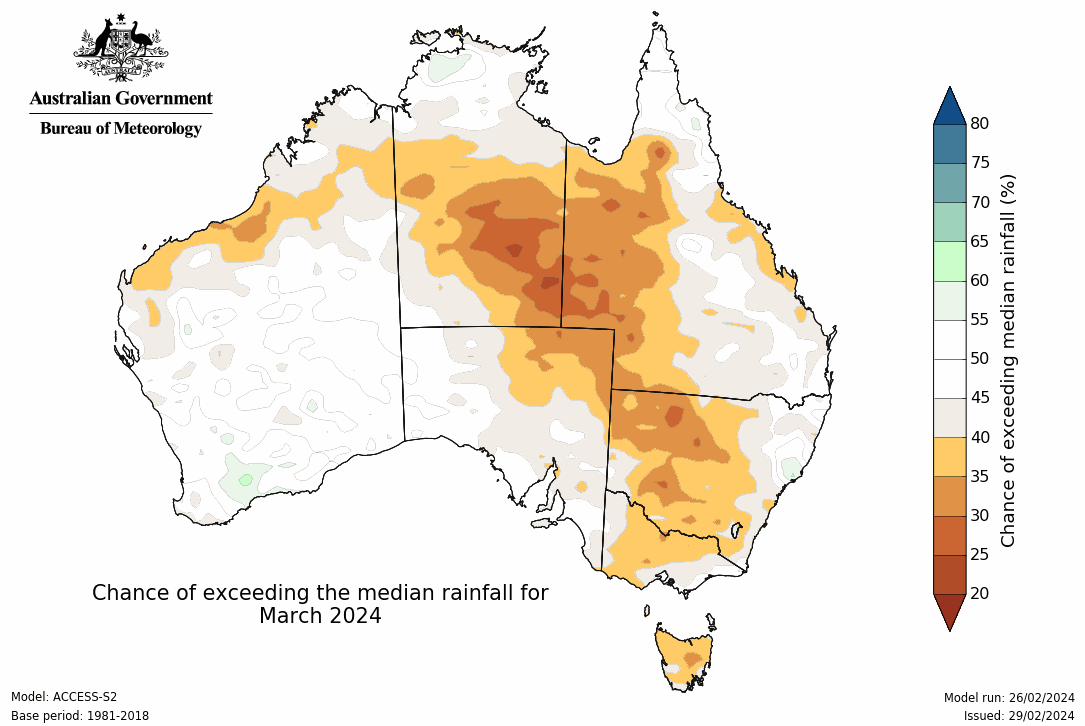 AUSTRALIA
Australian Government
Bureau of Meteorology
80
75
70
65
60
55
50
45
40
35
30
25
20
Chance of exceeding median rainfall (%)
Chance of exceeding the median rainfall for
March 2024
Model: ACCESS-S2
Base period: 1981-2018
Model run: 26/02/2024
Issued: 29/02/2024